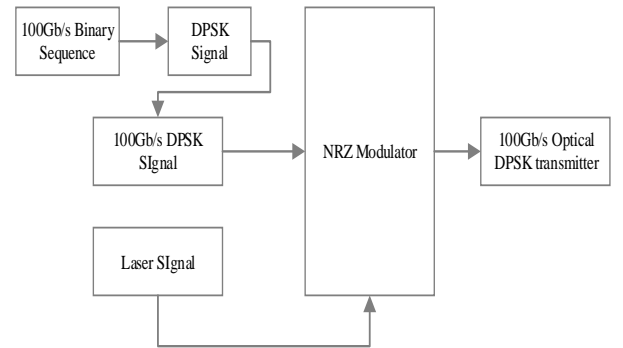 100Gb/s Binary
Sequence
DPSK
Signal
100Gb/s DPSK
SIgnal
NRZ Modulator
100Gb/s Optical
DPSK transmitter
Laser SIgnal